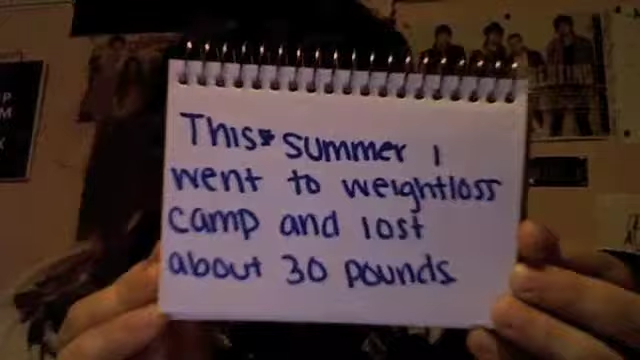 This summer I
went to weightloss
camp and lost
about 30 pounds